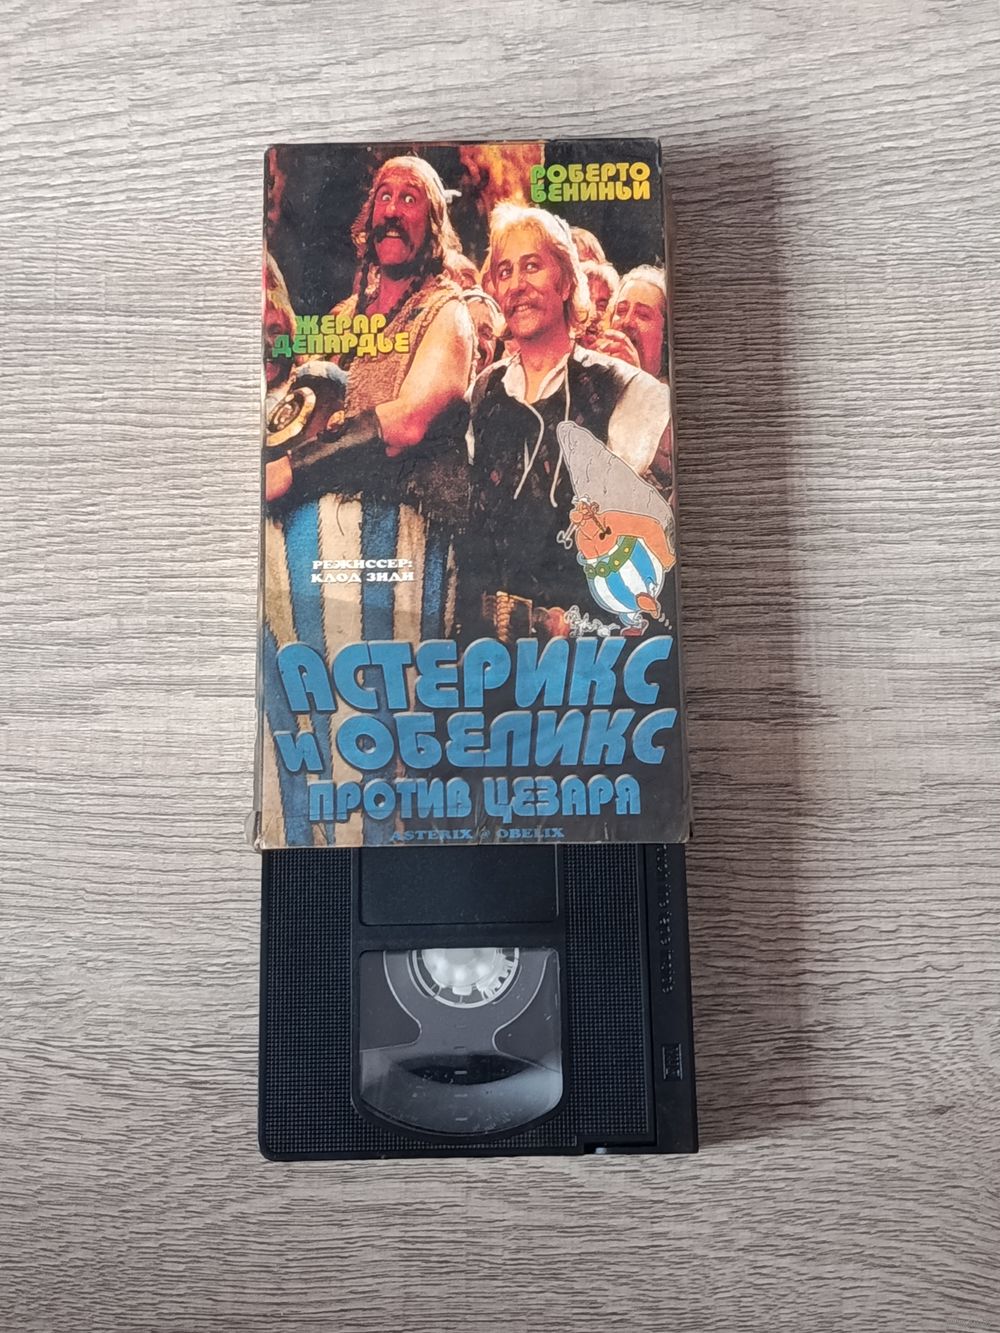 РОБЕРТО
БЕНИНЬИ
ЖЕРАР
ДЕПАРДЬЕ
РЕЖИССЕР:
КЛОД ЗИДИ
АСТЕРИКС
И ОБЕЛИКС
ПРОТИВ ЦЕЗАРЯ
ASTERIX @ OBELIX